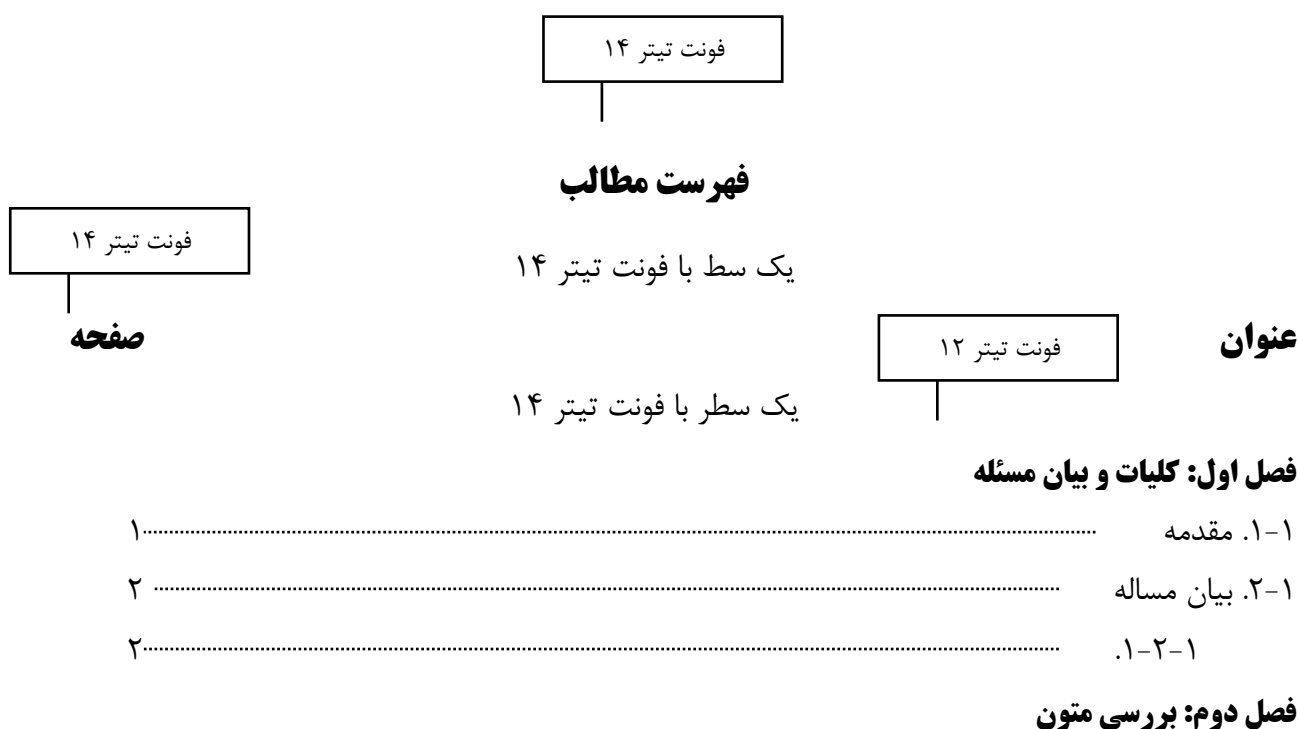 فونت تیتر ۱۴
فهرست مطالب
فونت تیتر ۱۴
یک سط با فونت تیتر ۱۴
عنوان
فونت تیتر ۱۲
صفحه
یک سطر با فونت تیتر ۱۴
فصل اول: کلیات و بیان مسئله
۱-۱. مقدمه ........................................ ۱
۱-۲. بیان مساله ........................................ ۲
۱-۲-۱. ........................................ ۲
فصل دوم: بررسی متون